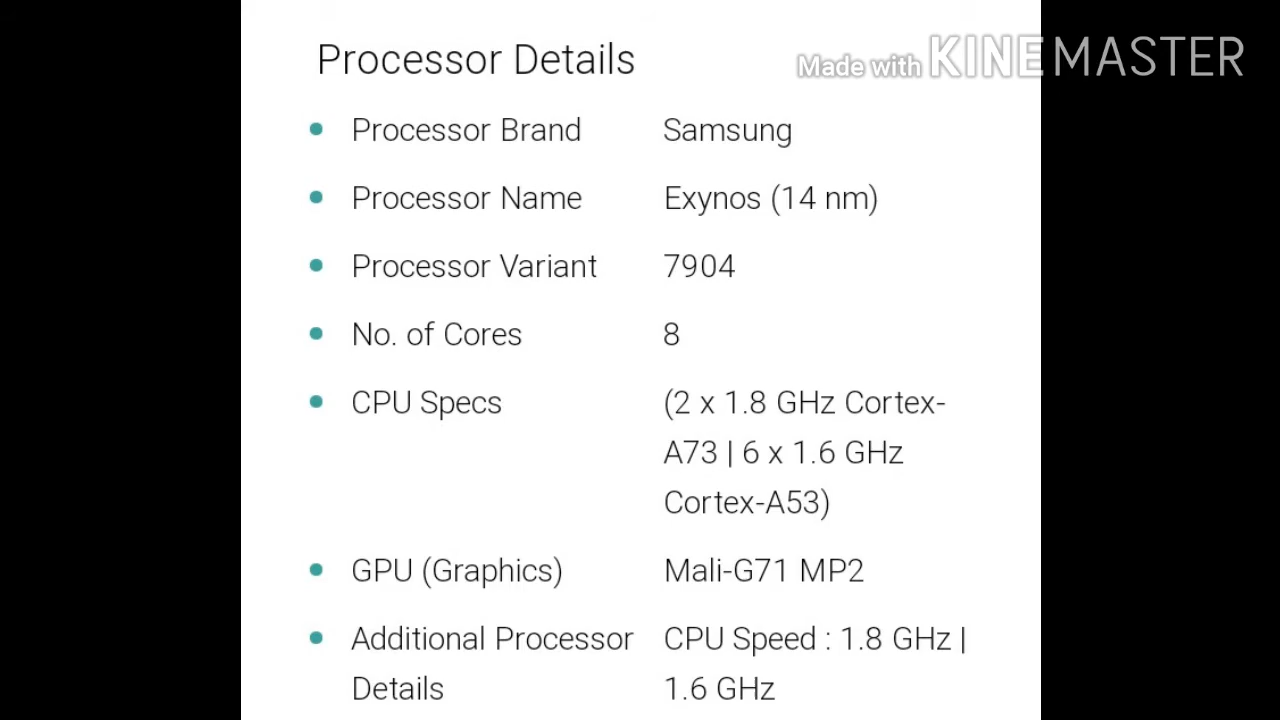 Processor Details
Made with KINEMASTER
Processor Brand Samsung
Processor Name Exynos (14 nm)
Processor Variant 7904
No. of Cores 8
CPU Specs (2 x 1.8 GHz Cortex-
A73 | 6 x 1.6 GHz
Cortex-A53)
GPU (Graphics) Mali-G71 MP2
Additional Processor CPU Speed : 1.8 GHz |
Details 1.6 GHz